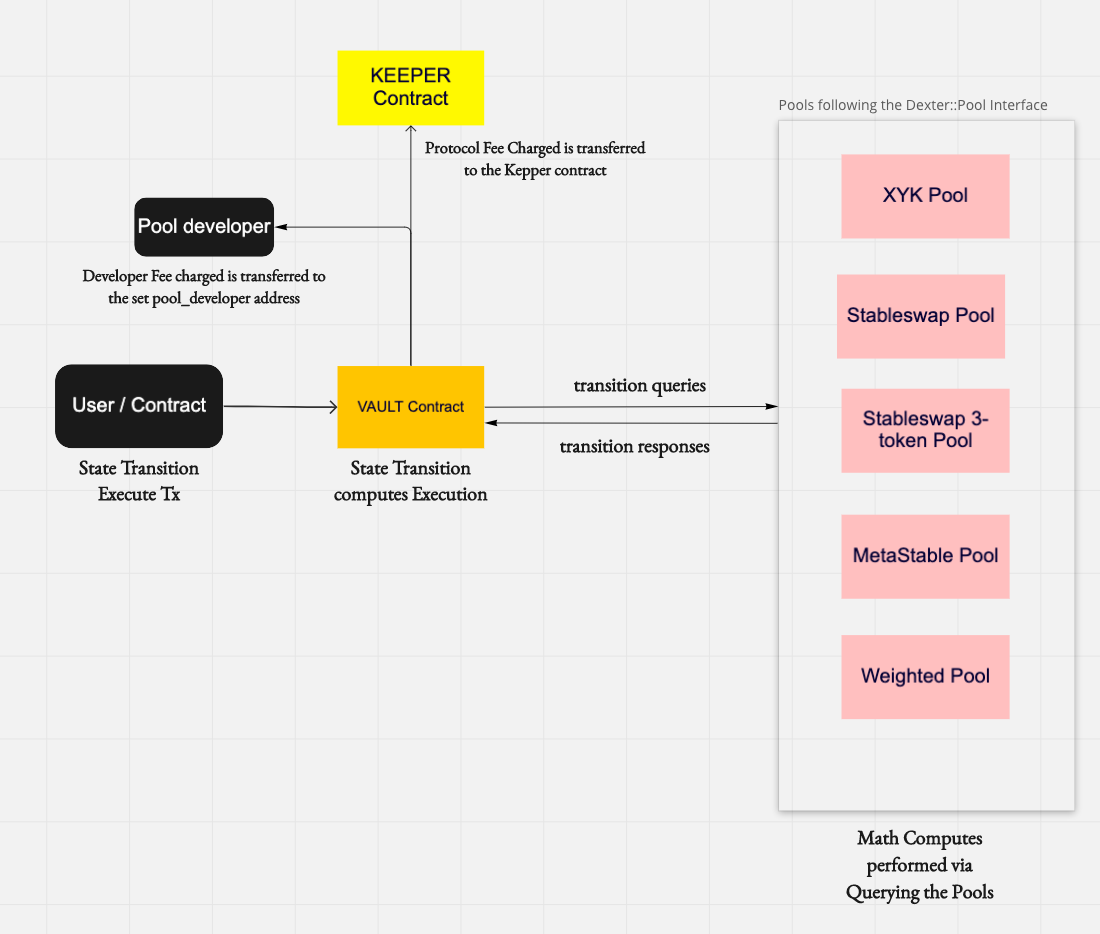 KEEPER
Contract
Protocol Fee Charged is transferred
to the Kepper contract
Pool developer
Developer Fee charged is transferred to
the set pool_developer address
User / Contract
State Transition
Execute Tx
VAULT Contract
State Transition
computes Execution
transition queries
transition responses
Pools following the Dexter::Pool Interface
XYK Pool
Stableswap Pool
Stableswap 3-
token Pool
MetaStable Pool
Weighted Pool
Math Computes
performed via
Querying the Pools